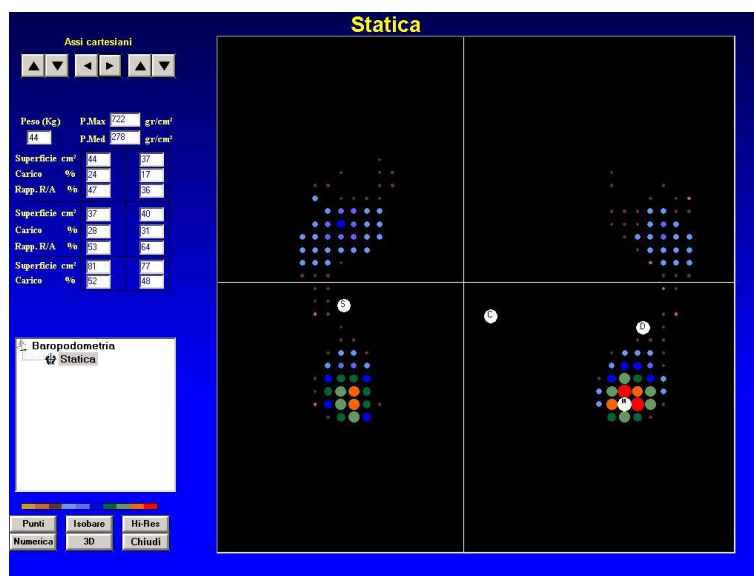 Statica
Assi cartesiani
Peso (Kg) P.Max 722 gr/cm²
44 P.Med 278 gr/cm²
Superficie cm² 44 37
Carico % 24 17
Rapp. R/A % 47 36
Superficie cm² 37 40
Carico % 28 31
Rapp. R/A % 53 64
Superficie cm² 81 77
Carico % 52 48
S
C
D
M
Baropodometria
Statica
Punti Isobare Hi-Res
Numerica 3D Chiudi